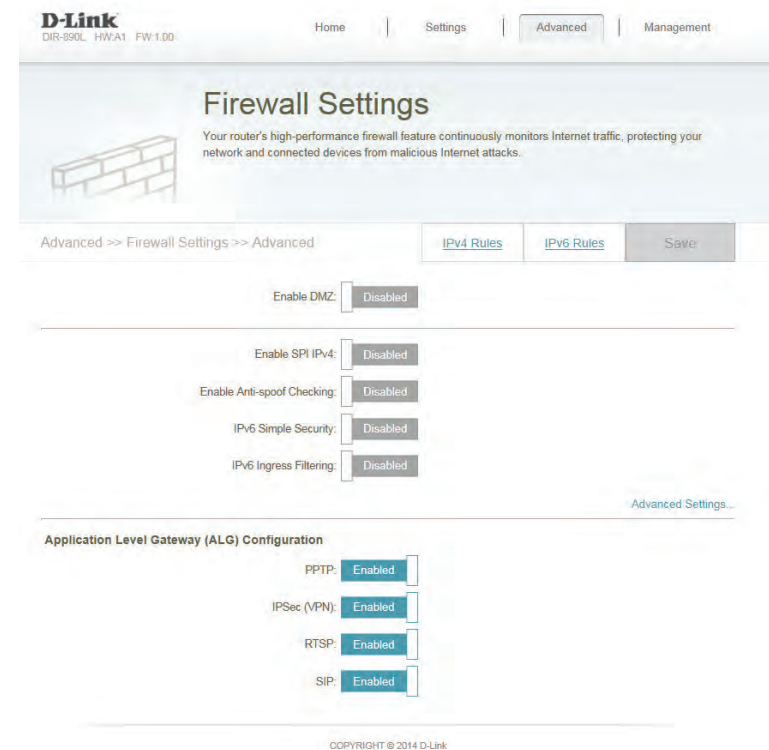 D-Link
DIR-890L HW:A1 FW:1.00
Home
Settings
Advanced
Management
Firewall Settings
Your router's high-performance firewall feature continuously monitors Internet traffic, protecting your
network and connected devices from malicious Internet attacks.
Advanced >> Firewall Settings >> Advanced
IPv4 Rules
IPv6 Rules
Save
Enable DMZ: Disabled
Enable SPI IPv4: Disabled
Enable Anti-spoof Checking: Disabled
IPv6 Simple Security: Disabled
IPv6 Ingress Filtering: Disabled
Advanced Settings...
Application Level Gateway (ALG) Configuration
PPTP: Enabled
IPSec (VPN): Enabled
RTSP: Enabled
SIP: Enabled
COPYRIGHT © 2014 D-Link